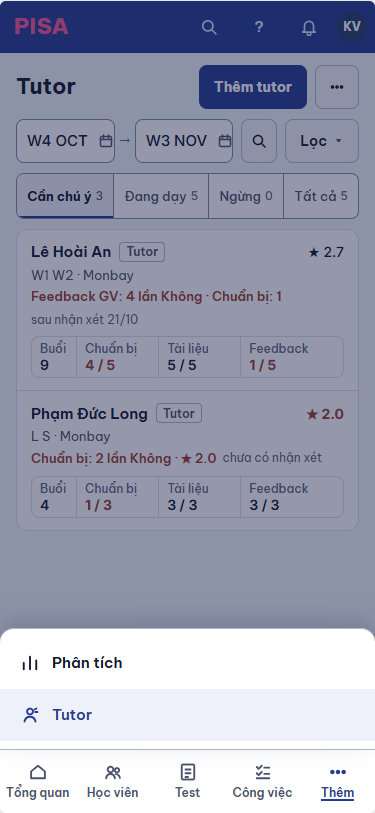 PISA ? KV
Tutor Thêm tutor
W4 OCT → W3 NOV Lọc
Cần chú ý 3 Đang dạy 5 Ngừng 0 Tất cả 5
Lê Hoài An Tutor ★ 2.7
W1 W2 · Monbay
Feedback GV: 4 lần Không · Chuẩn bị: 1
sau nhận xét 21/10
Buổi Chuẩn bị Tài liệu Feedback
9 4 / 5 5 / 5 1 / 5
Phạm Đức Long Tutor ★ 2.0
L S · Monbay
Chuẩn bị: 2 lần Không · ★ 2.0 chưa có nhận xét
Buổi Chuẩn bị Tài liệu Feedback
4 1 / 3 3 / 3 3 / 3
Phân tích
Tutor
Tổng quan Học viên Test Công việc Thêm